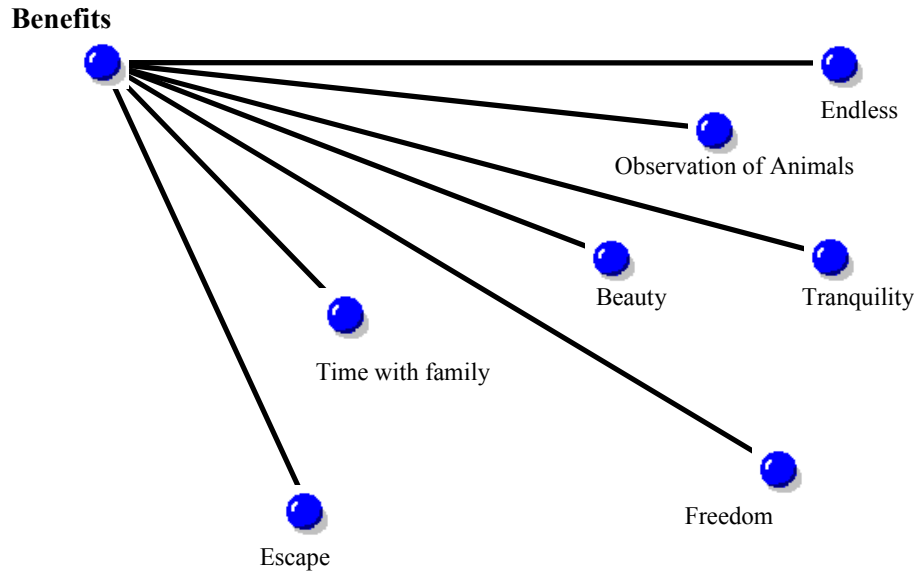 Benefits
Endless
Observation of Animals
Beauty
Tranquility
Time with family
Freedom
Escape